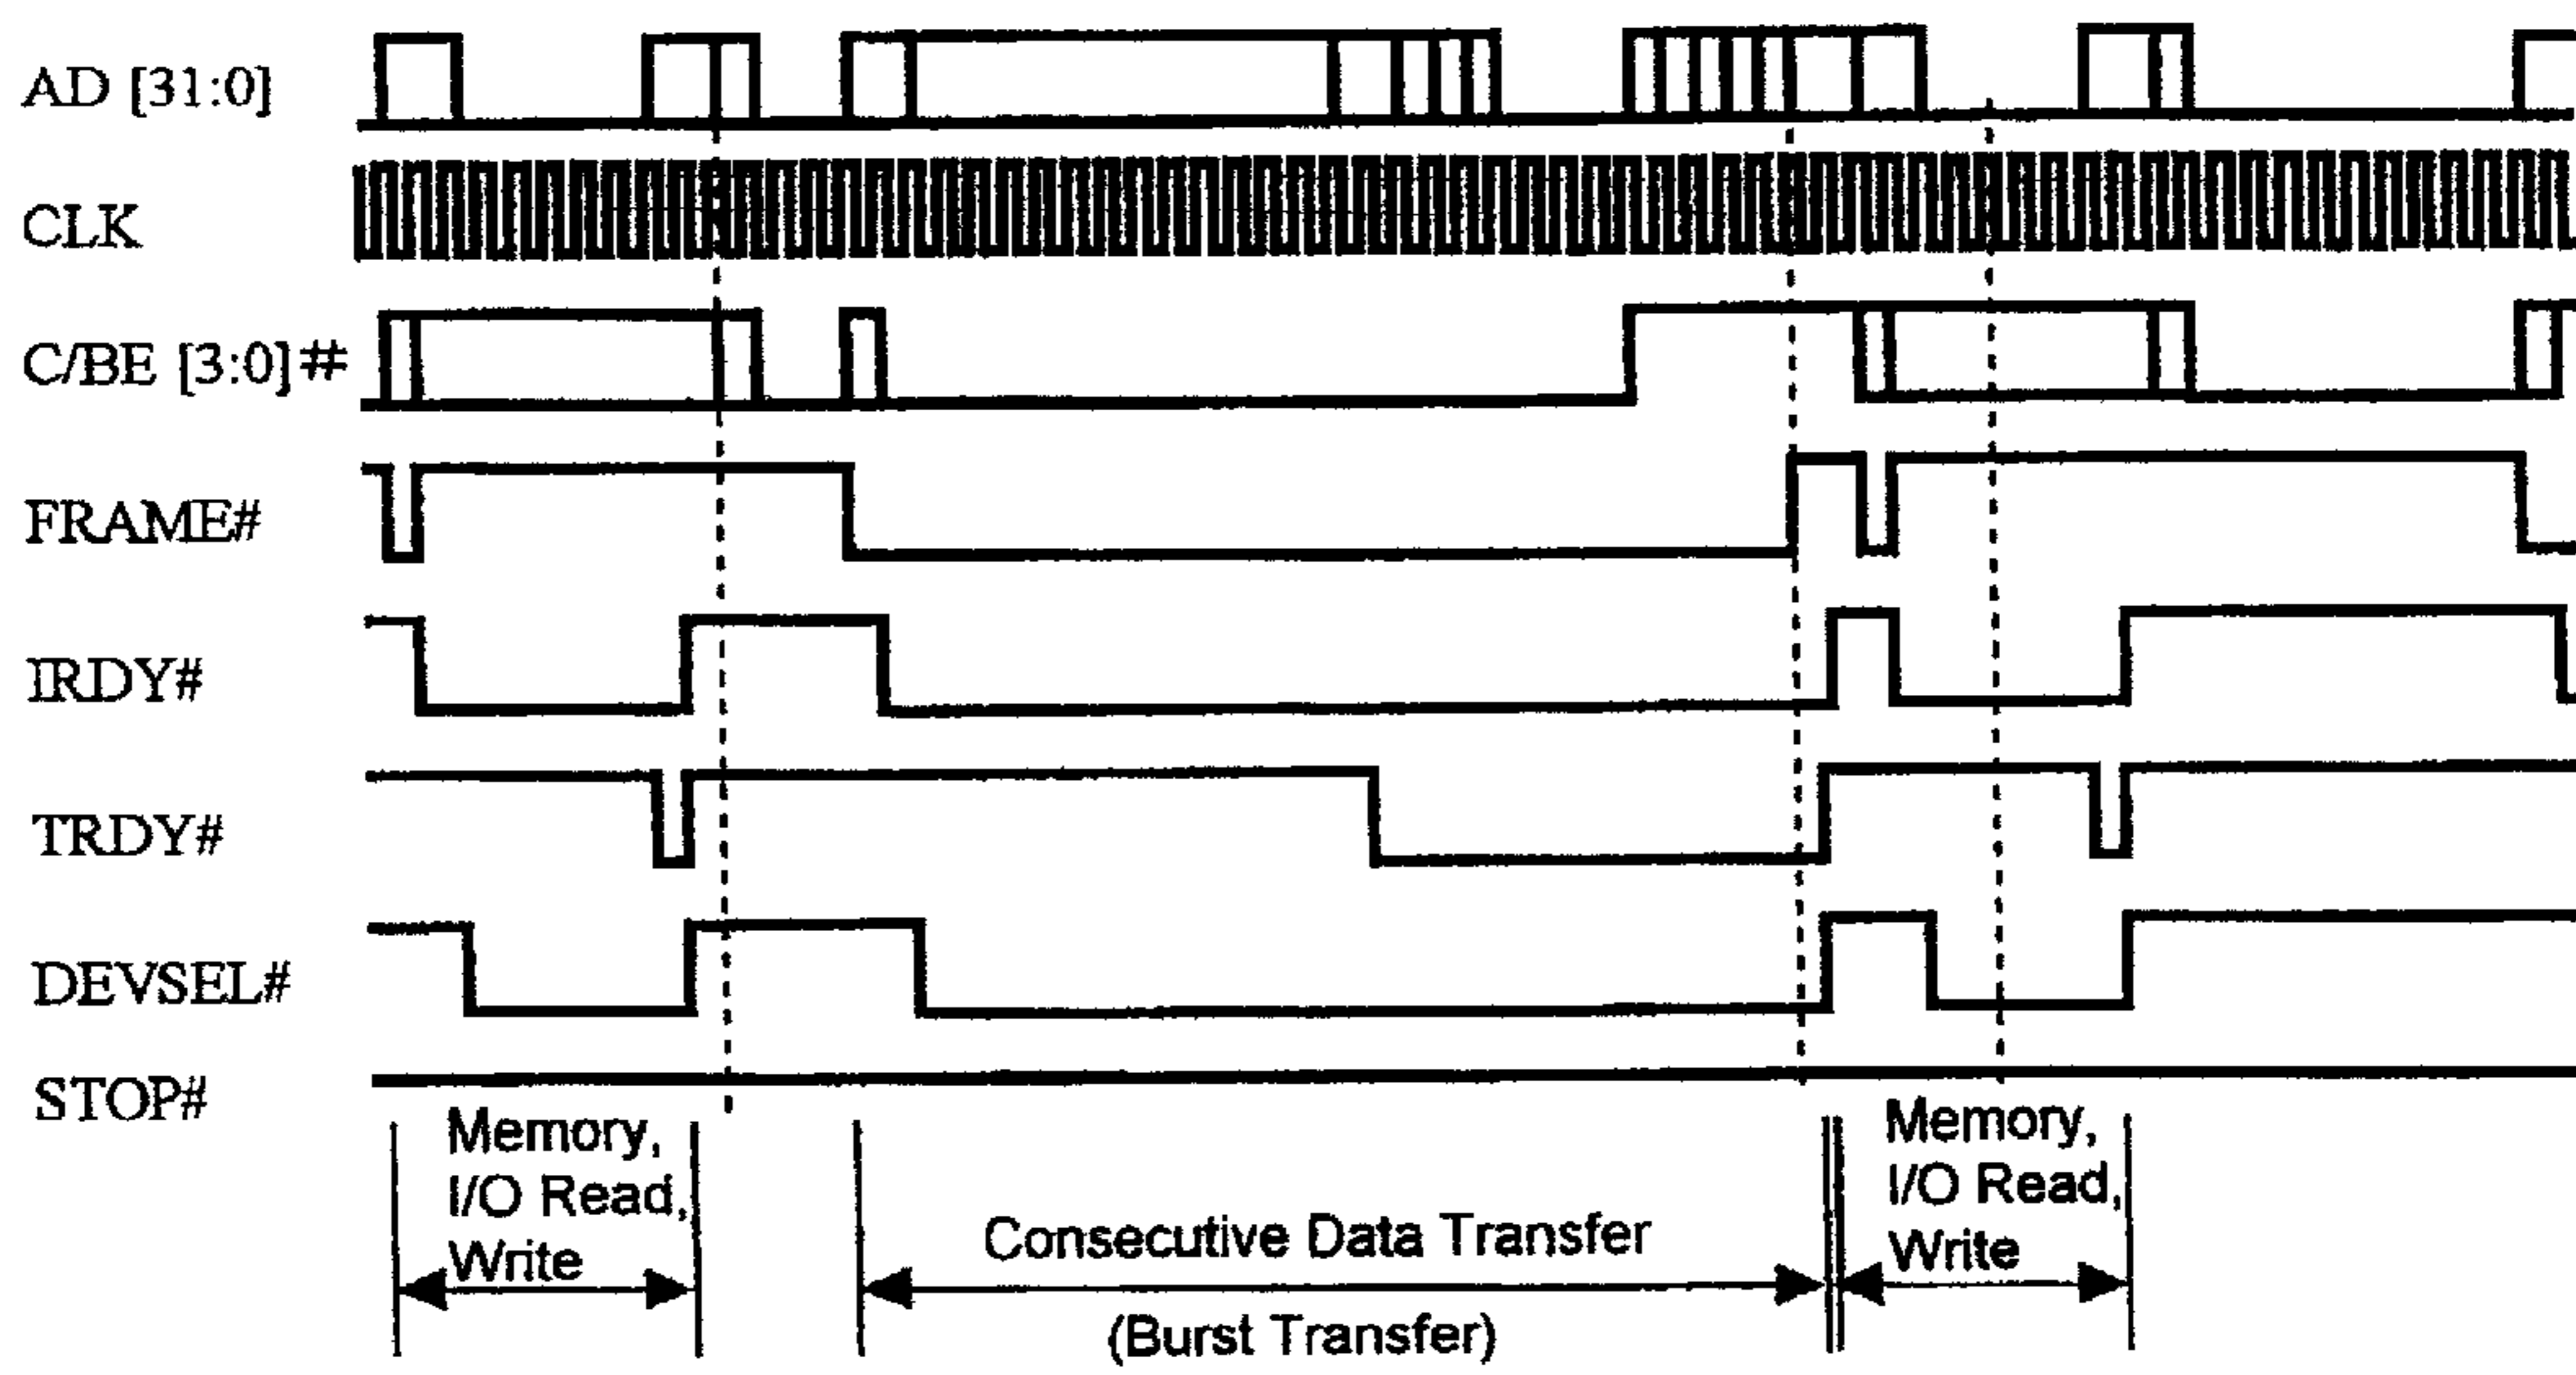 AD [31:0]
CLK
C/BE [3:0]#
FRAME#
IRDY#
TRDY#
DEVSEL#
STOP#
Memory,
I/O Read,
Write
Consecutive Data Transfer
(Burst Transfer)
Memory,
I/O Read,
Write